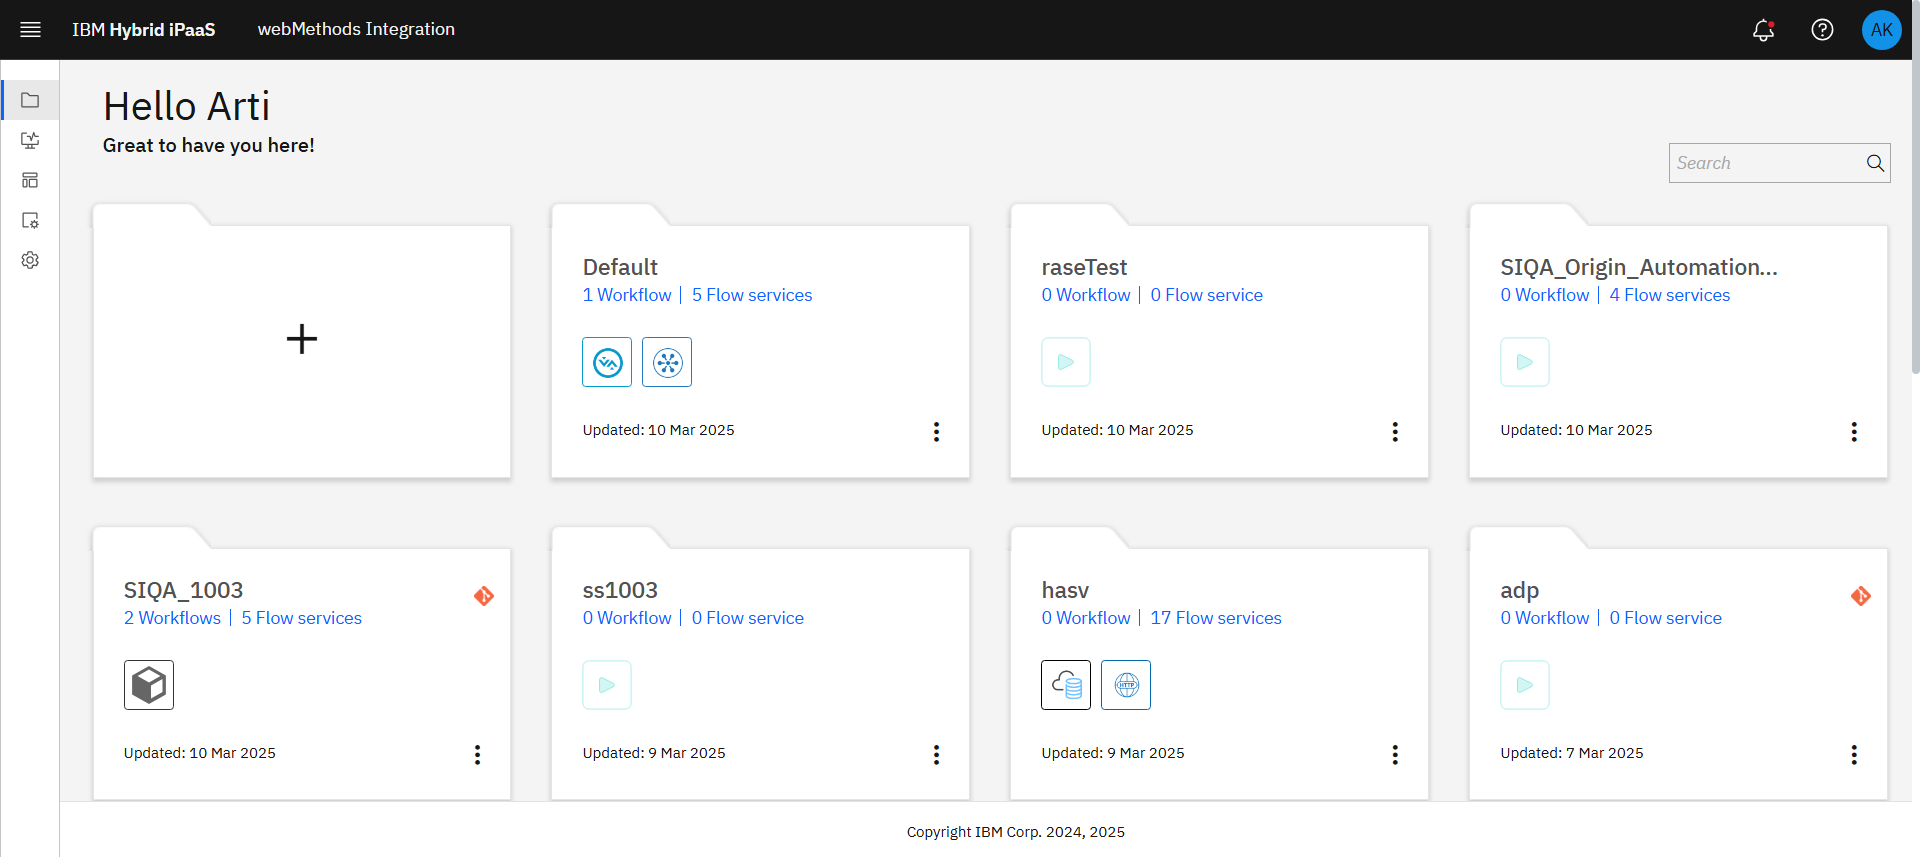 IBM Hybrid iPaaS
webMethods Integration
AK
Hello Arti
Great to have you here!
Search
Default
1 Workflow | 5 Flow services
Updated: 10 Mar 2025
raseTest
0 Workflow | 0 Flow service
Updated: 10 Mar 2025
SIQA_Origin_Automation...
0 Workflow | 4 Flow services
Updated: 10 Mar 2025
SIQA_1003
2 Workflows | 5 Flow services
Updated: 10 Mar 2025
ss1003
0 Workflow | 0 Flow service
Updated: 9 Mar 2025
hasv
0 Workflow | 17 Flow services
HTTP
Updated: 9 Mar 2025
adp
0 Workflow | 0 Flow service
Updated: 7 Mar 2025
Copyright IBM Corp. 2024, 2025